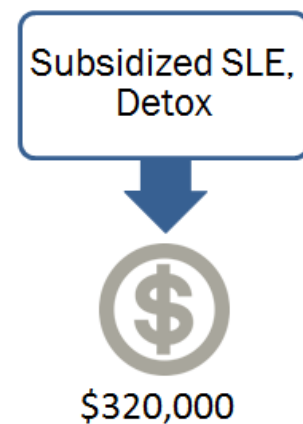 Subsidized SLE,
Detox
$
$320,000